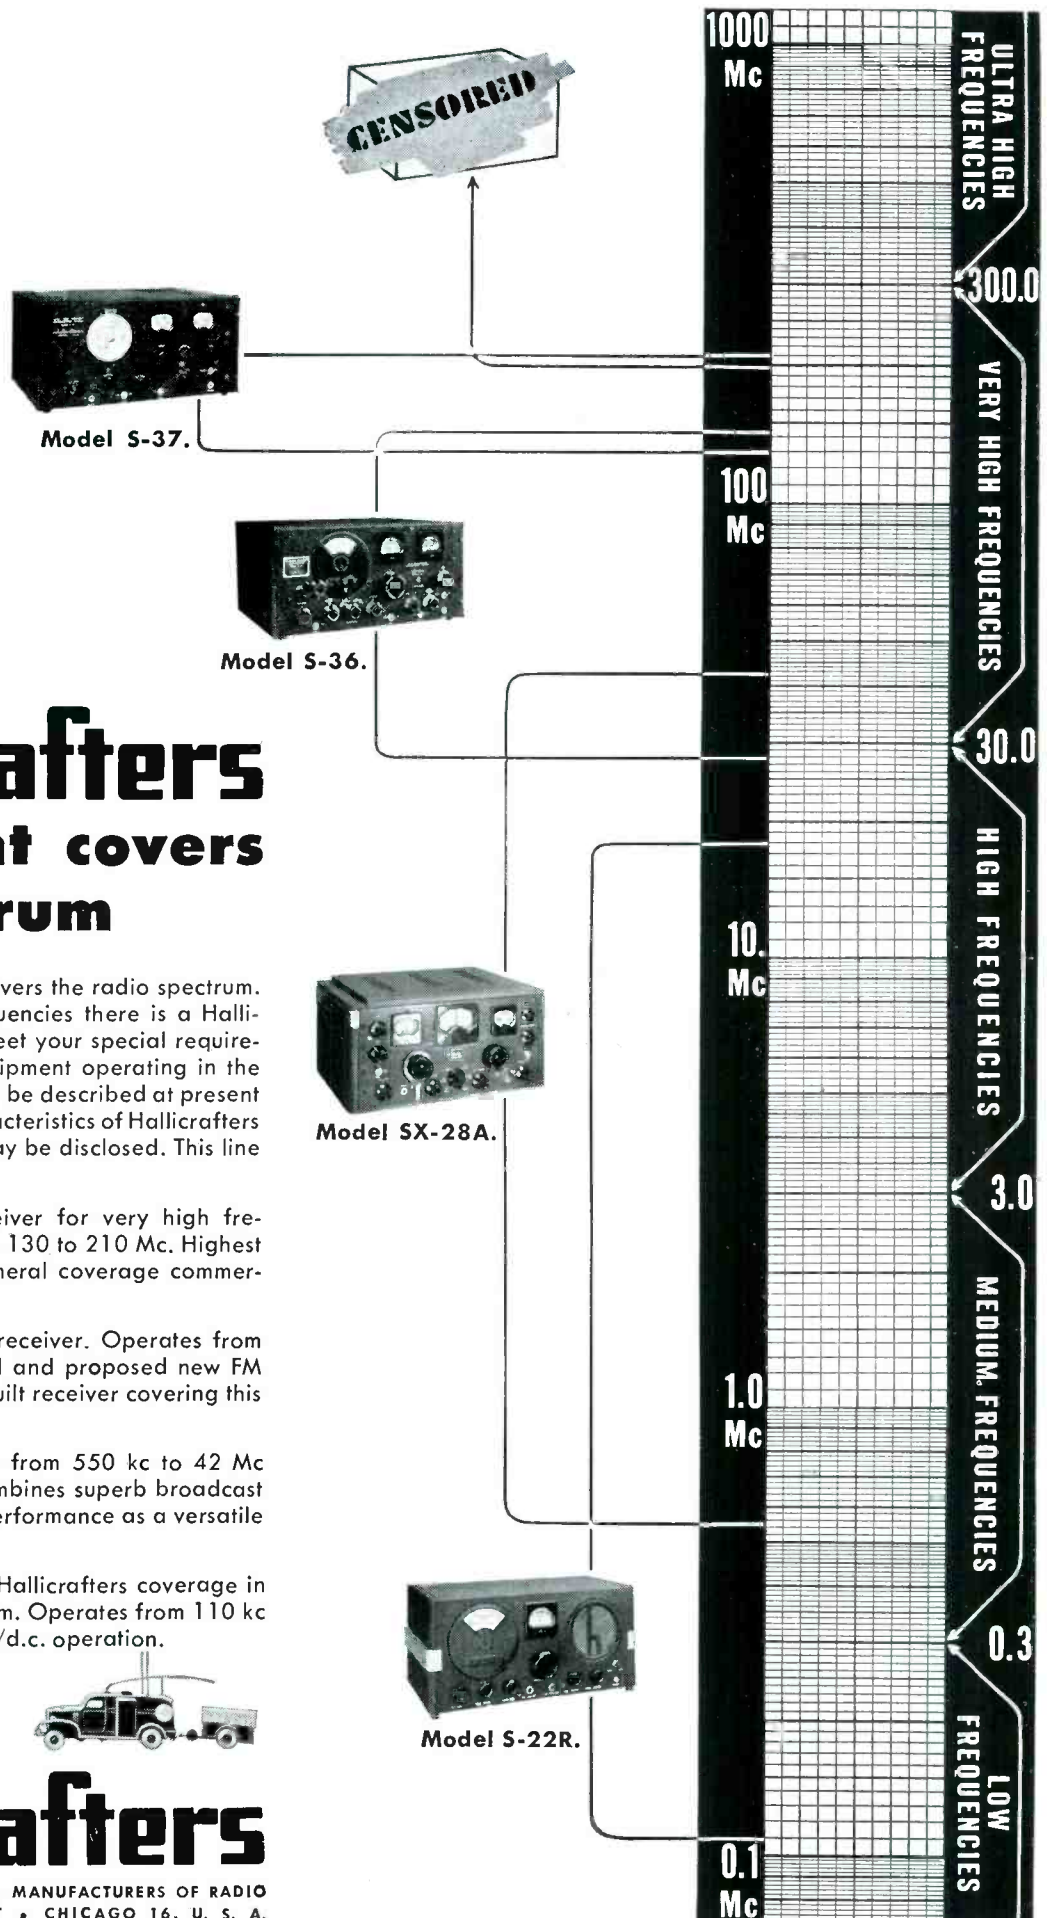 CENSORED
Model S-37.
Model S-36.
afters
t covers
rum
vers the radio spectrum.
uencies there is a Halli-
eet your special require-
ipment operating in the
be described at present
acteristics of Hallicrafters
ay be disclosed. This line
eiver for very high fre-
130 to 210 Mc. Highest
neral coverage commer-
receiver. Operates from
and proposed new FM
uilt receiver covering this
from 550 kc to 42 Mc
mbines superb broadcast
erformance as a versatile
Hallicrafters coverage in
m. Operates from 110 kc
/d.c. operation.
afters
MANUFACTURERS OF RADIO
• CHICAGO 16, U. S. A.
Model SX-28A.
h
Model S-22R.
1000
Mc
100
Mc
10.
Mc
1.0
Mc
0.1
Mc
ULTRA HIGH
FREQUENCIES
300.0
VERY HIGH FREQUENCIES
30.0
HIGH FREQUENCIES
3.0
MEDIUM FREQUENCIES
0.3
LOW
FREQUENCIES